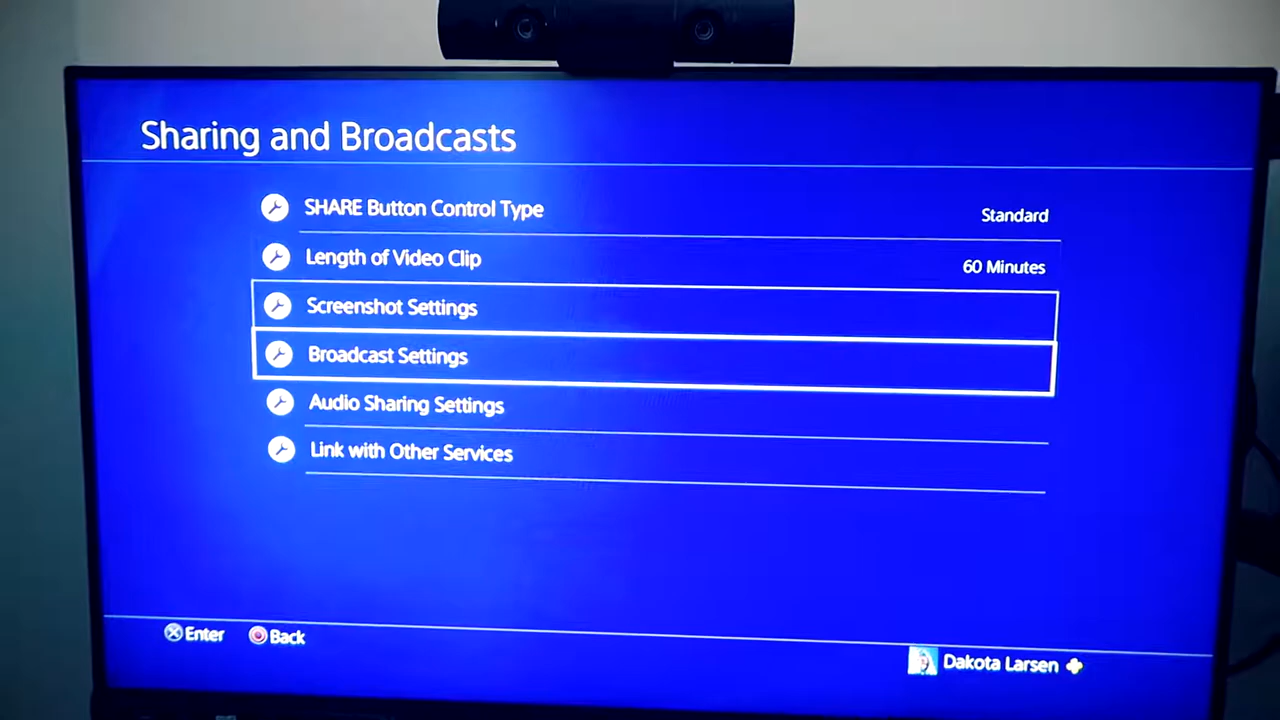 Sharing and Broadcasts
SHARE Button Control Type Standard
Length of Video Clip 60 Minutes
Screenshot Settings
Broadcast Settings
Audio Sharing Settings
Link with Other Services
Enter Back
Dakota Larsen